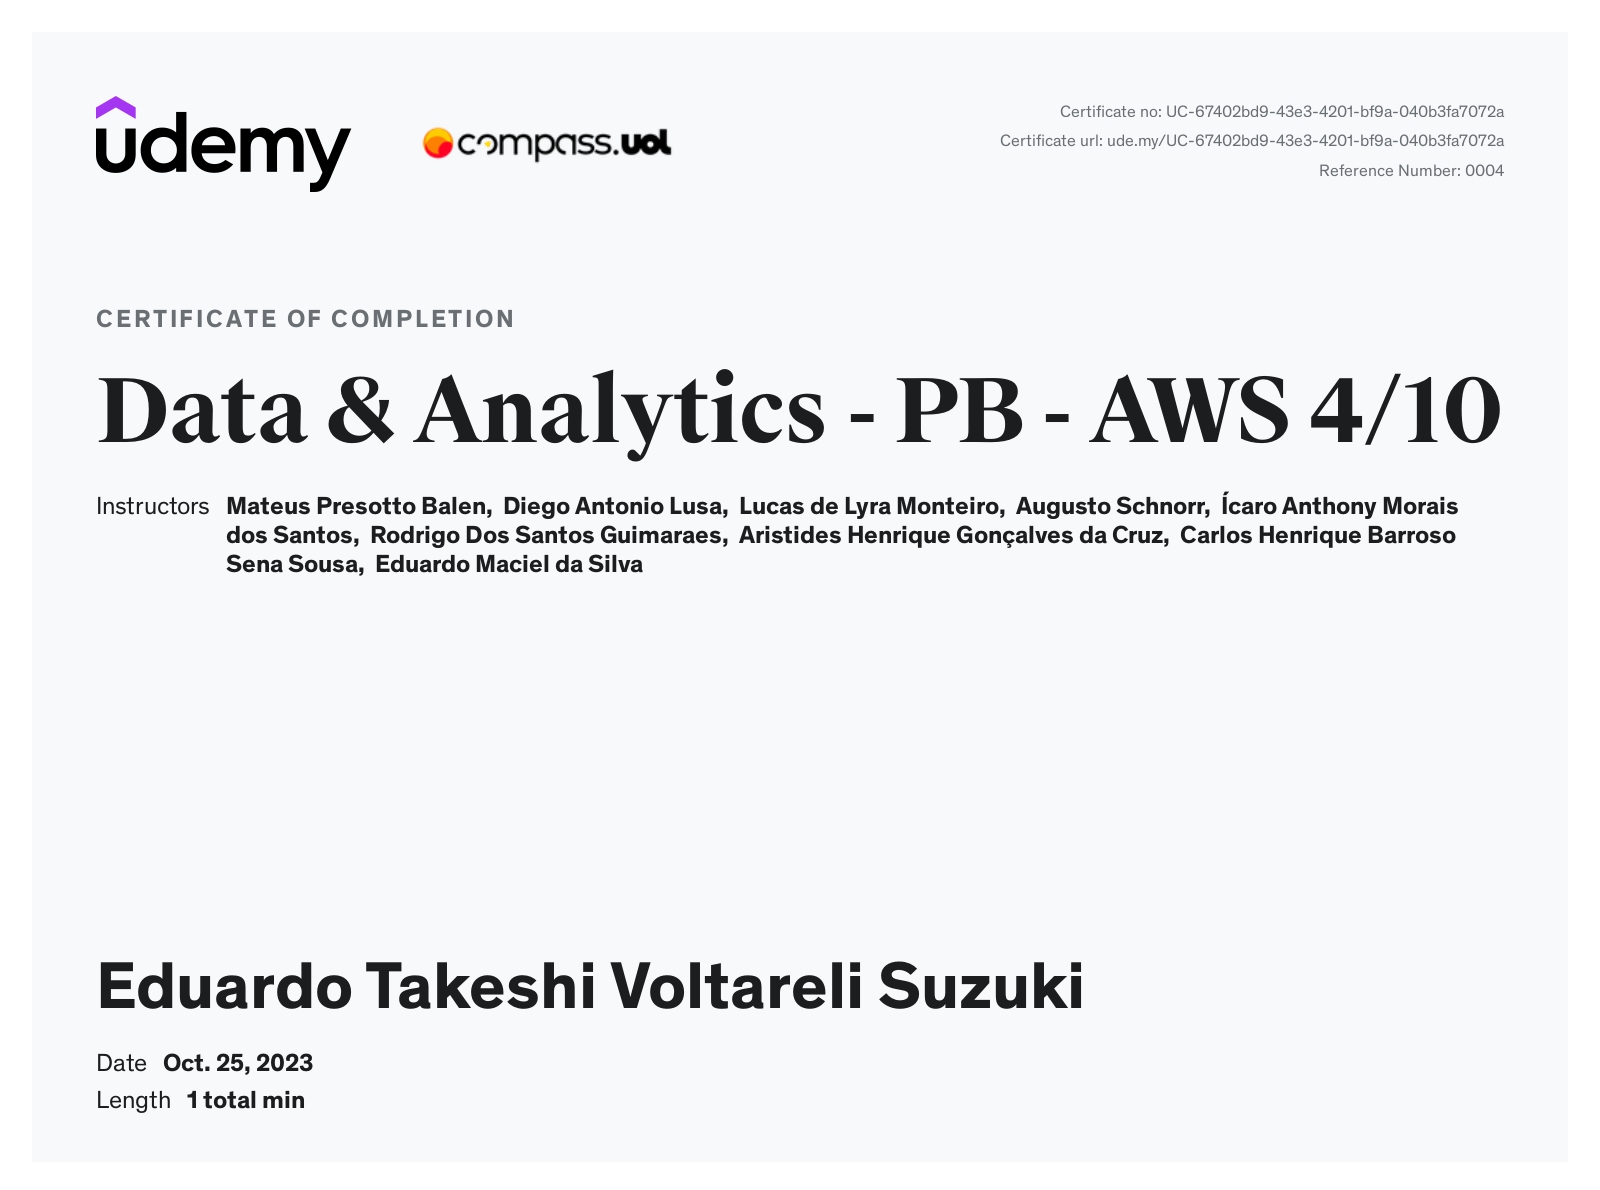 udemy
compass.uol
Certificate no: UC-67402bd9-43e3-4201-bf9a-040b3fa7072a
Certificate url: ude.my/UC-67402bd9-43e3-4201-bf9a-040b3fa7072a
Reference Number: 0004
CERTIFICATE OF COMPLETION
Data & Analytics - PB - AWS 4/10
Instructors Mateus Presotto Balen, Diego Antonio Lusa, Lucas de Lyra Monteiro, Augusto Schnorr, Ícaro Anthony Morais
dos Santos, Rodrigo Dos Santos Guimaraes, Aristides Henrique Gonçalves da Cruz, Carlos Henrique Barroso
Sena Sousa, Eduardo Maciel da Silva
Eduardo Takeshi Voltareli Suzuki
Date Oct. 25, 2023
Length 1 total min